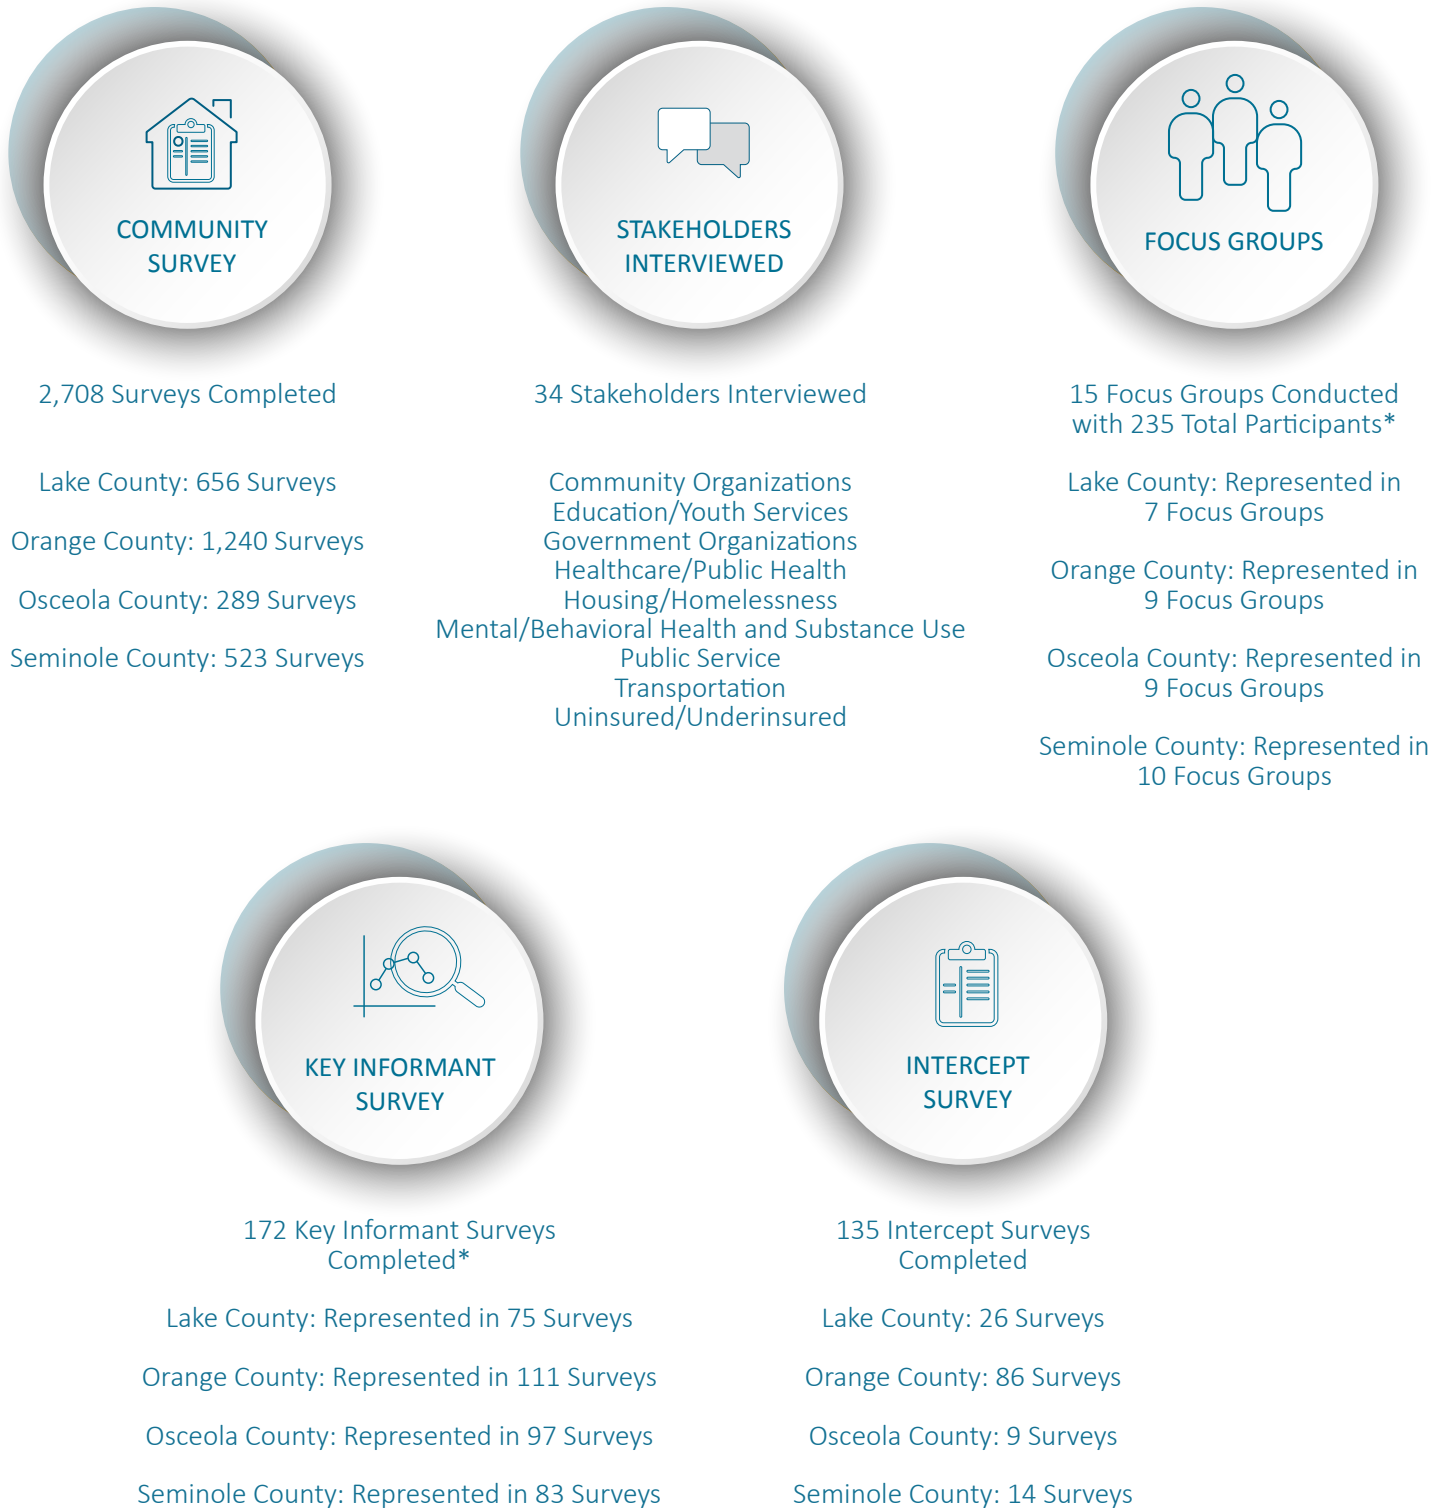 COMMUNITY
SURVEY
2,708 Surveys Completed
Lake County: 656 Surveys
Orange County: 1,240 Surveys
Osceola County: 289 Surveys
Seminole County: 523 Surveys
STAKEHOLDERS
INTERVIEWED
34 Stakeholders Interviewed
Community Organizations
Education/Youth Services
Government Organizations
Healthcare/Public Health
Housing/Homelessness
Mental/Behavioral Health and Substance Use
Public Service
Transportation
Uninsured/Underinsured
FOCUS GROUPS
15 Focus Groups Conducted
with 235 Total Participants*
Lake County: Represented in
7 Focus Groups
Orange County: Represented in
9 Focus Groups
Osceola County: Represented in
9 Focus Groups
Seminole County: Represented in
10 Focus Groups
KEY INFORMANT
SURVEY
172 Key Informant Surveys
Completed*
Lake County: Represented in 75 Surveys
Orange County: Represented in 111 Surveys
Osceola County: Represented in 97 Surveys
Seminole County: Represented in 83 Surveys
INTERCEPT
SURVEY
135 Intercept Surveys
Completed
Lake County: 26 Surveys
Orange County: 86 Surveys
Osceola County: 9 Surveys
Seminole County: 14 Surveys